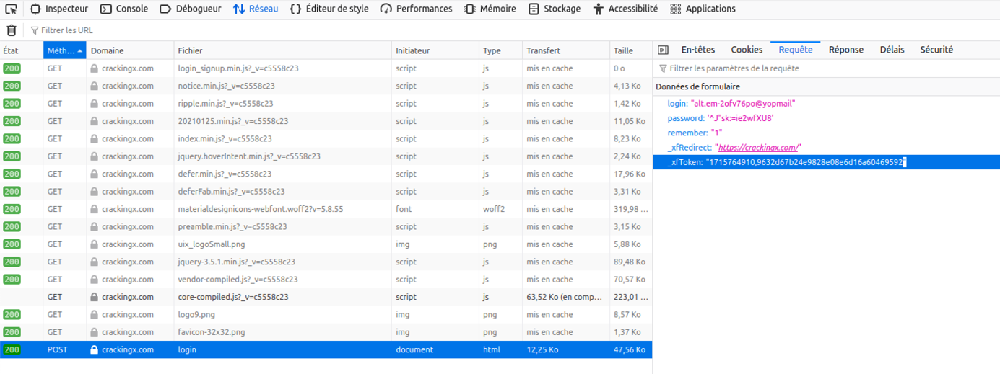 Inspecteur Console Débogueur Réseau Éditeur de style Performances Mémoire Stockage Accessibilité Applications
Filtrer les URL
État Méth… Domaine Fichier Initiateur Type Transfert Taille En-têtes Cookies Requête Réponse Délais Sécurité
200 GET crackingx.com login_signup.min.js?_v=c5558c23 script js mis en cache 0 o Filtrer les paramètres de la requête
200 GET crackingx.com notice.min.js?_v=c5558c23 script js mis en cache 4,13 Ko Données de formulaire
200 GET crackingx.com ripple.min.js?_v=c5558c23 script js mis en cache 1,42 Ko login: "alt.em-2ofv76po@yopmail"
200 GET crackingx.com 20210125.min.js?_v=c5558c23 script js mis en cache 11,05 Ko password: '^J"sk:=ie2wfXU8'
200 GET crackingx.com index.min.js?_v=c5558c23 script js mis en cache 8,23 Ko remember: "1"
200 GET crackingx.com jquery.hoverIntent.min.js?_v=c5558c23 script js mis en cache 2,24 Ko _xfRedirect: "https://crackingx.com/"
200 GET crackingx.com defer.min.js?_v=c5558c23 script js mis en cache 17,96 Ko _xfToken: "1715764910,9632d67b24e9828e08e6d16a60469592"
200 GET crackingx.com deferFab.min.js?_v=c5558c23 script js mis en cache 3,31 Ko
200 GET crackingx.com materialdesignicons-webfont.woff2?v=5.8.55 font woff2 mis en cache 319,98 …
200 GET crackingx.com preamble.min.js?_v=c5558c23 script js mis en cache 3,15 Ko
200 GET crackingx.com uix_logoSmall.png img png mis en cache 5,88 Ko
200 GET crackingx.com jquery-3.5.1.min.js?_v=c5558c23 script js mis en cache 89,48 Ko
200 GET crackingx.com vendor-compiled.js?_v=c5558c23 script js mis en cache 70,57 Ko
GET crackingx.com core-compiled.js?_v=c5558c23 script js 63,52 Ko (en comp… 223,01 …
200 GET crackingx.com logo9.png img png mis en cache 8,57 Ko
200 GET crackingx.com favicon-32x32.png img png mis en cache 1,37 Ko
200 POST crackingx.com login document html 12,25 Ko 47,56 Ko